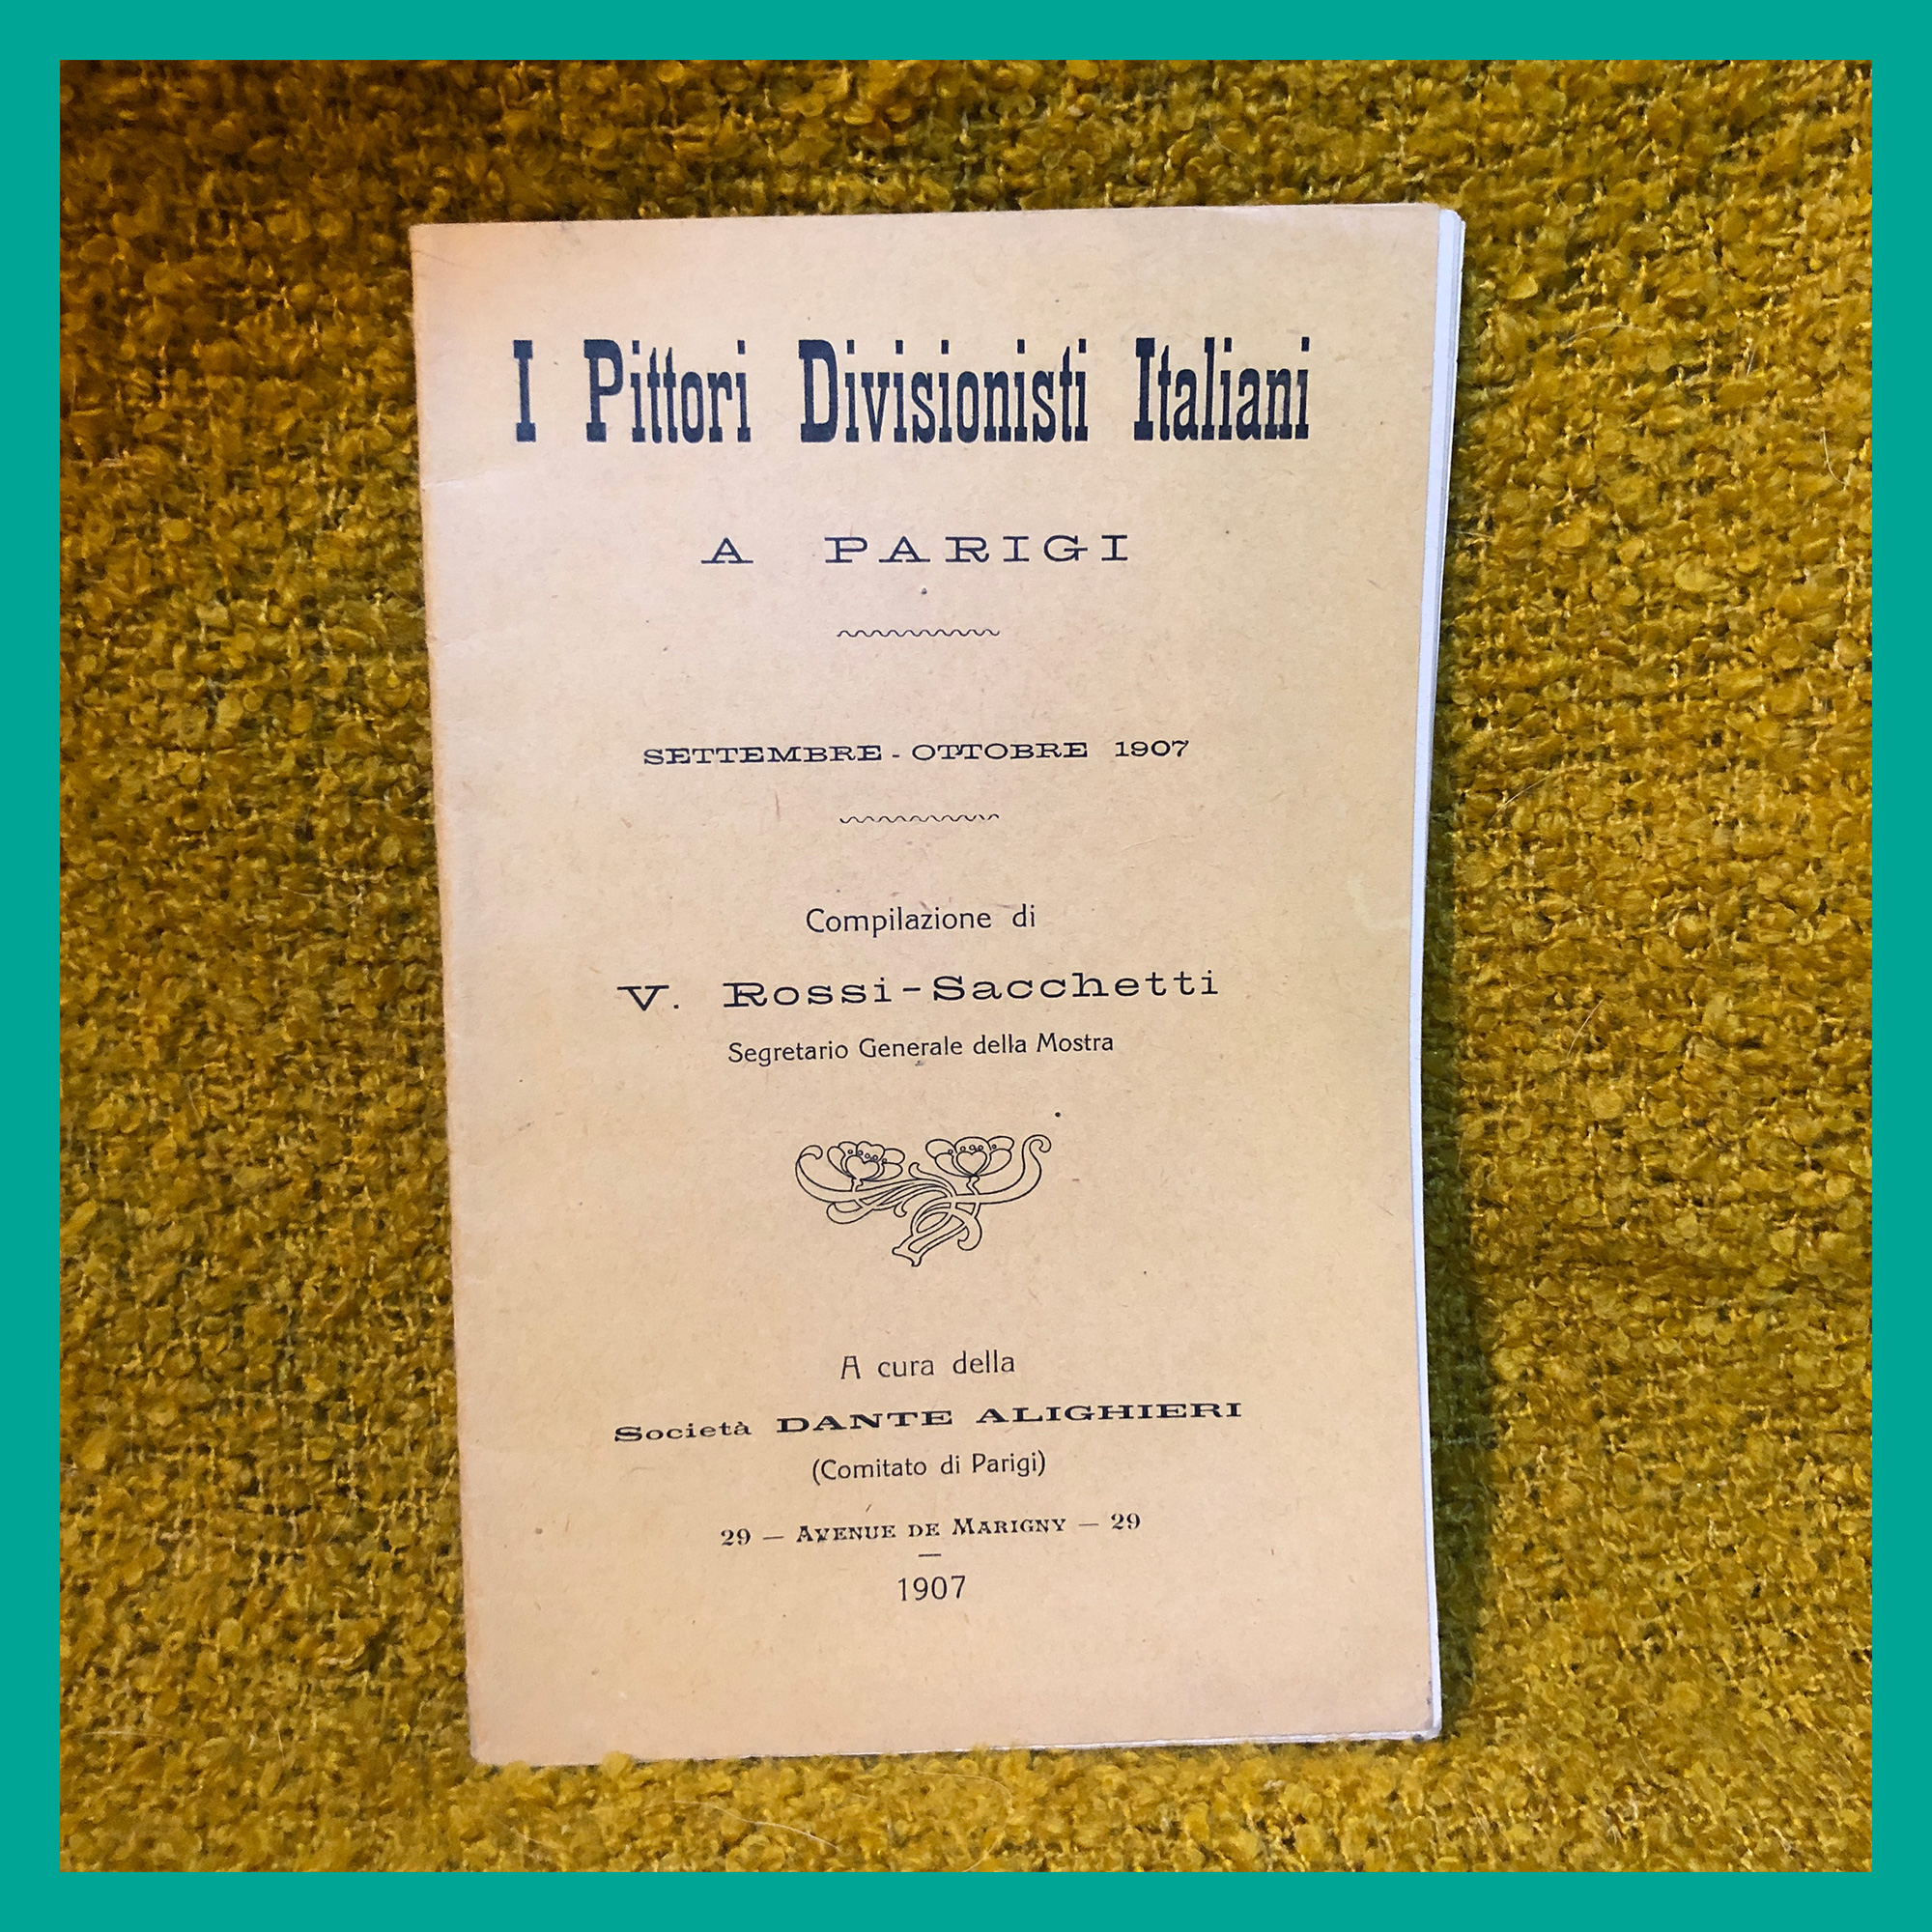 I Pittori Divisionisti Italiani
A PARIGI
SETTEMBRE - OTTOBRE 1907
Compilazione di
V. Rossi-Sacchetti
Segretario Generale della Mostra
A cura della
Società DANTE ALIGHIERI
(Comitato di Parigi)
29 — AVENUE DE MARIGNY — 29
1907